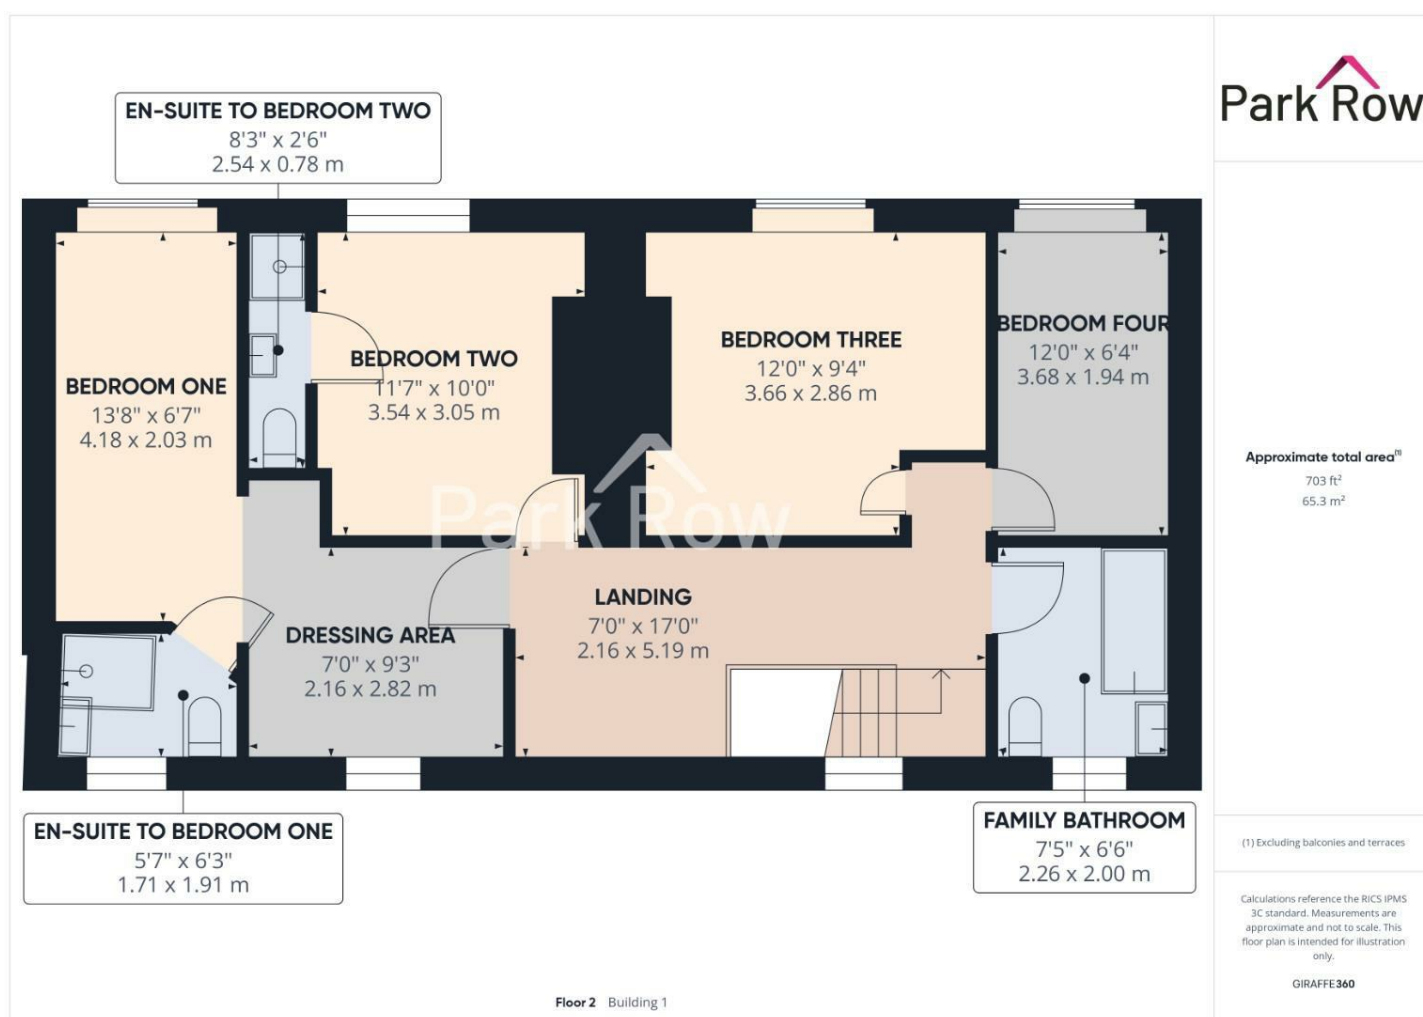 EN-SUITE TO BEDROOM TWO
8'3" x 2'6"
2.54 x 0.78 m
Park Row
BEDROOM ONE
13'8" x 6'7"
4.18 x 2.03 m
BEDROOM TWO
11'7" x 10'0"
3.54 x 3.05 m
BEDROOM THREE
12'0" x 9'4"
3.66 x 2.86 m
BEDROOM FOUR
12'0" x 6'4"
3.68 x 1.94 m
Park Row
LANDING
7'0" x 17'0"
2.16 x 5.19 m
DRESSING AREA
7'0" x 9'3"
2.16 x 2.82 m
EN-SUITE TO BEDROOM ONE
5'7" x 6'3"
1.71 x 1.91 m
FAMILY BATHROOM
7'5" x 6'6"
2.26 x 2.00 m
Approximate total area(1)
703 ft²
65.3 m²
(1) Excluding balconies and terraces
Calculations reference the RICS IPMS
3C standard. Measurements are
approximate and not to scale. This
floor plan is intended for illustration
only.
GIRAFFE360
Floor 2 Building 1